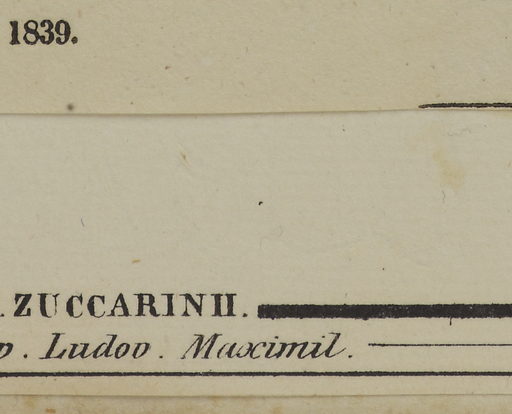 1839.
. ZUCCARINII.
p . Ludov . Maximil .